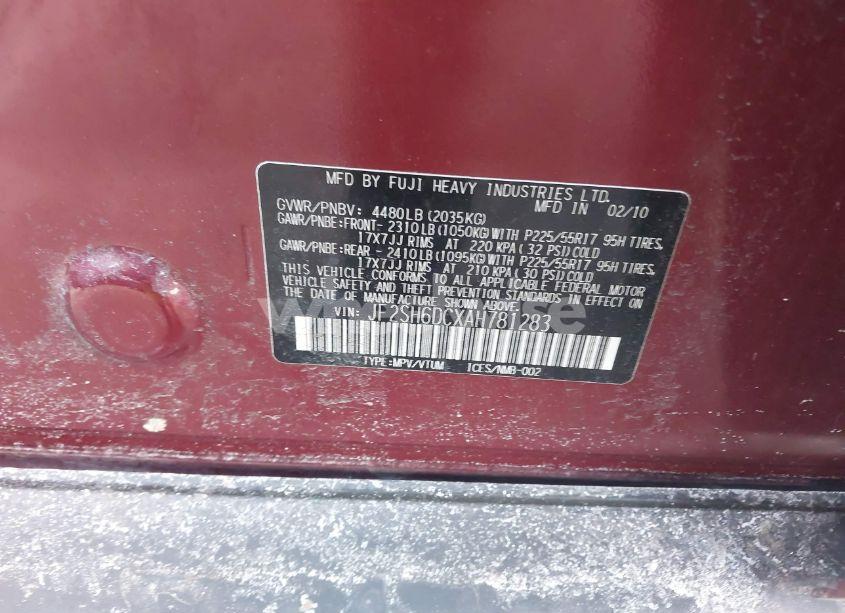 MFD BY FUJI HEAVY INDUSTRIES LTD.
MFD IN 02/10
GVWR/PNBV: 4480LB(2035KG)
GAWR/PNBE:FRONT- 2310LB(1050KG)WITH P225/55R17 95H TIRES,
17X7JJ RIMS AT 220 KPA(32 PSI)COLD
GAWR/PNBE:REAR - 2410LB(1095KG)WITH P225/55R17 95H TIRES,
17X7JJ RIMS AT 210 KPA(30 PSI)COLD
THIS VEHICLE CONFORMS TO ALL APPLICABLE FEDERAL MOTOR
VEHICLE SAFETY AND THEFT PREVENTION STANDARDS IN EFFECT ON
THE DATE OF MANUFACTURE SHOWN ABOVE.
VIN: JF2SH6DCXAH781283
TYPE:MPV/VTUM ICES/NMB-002